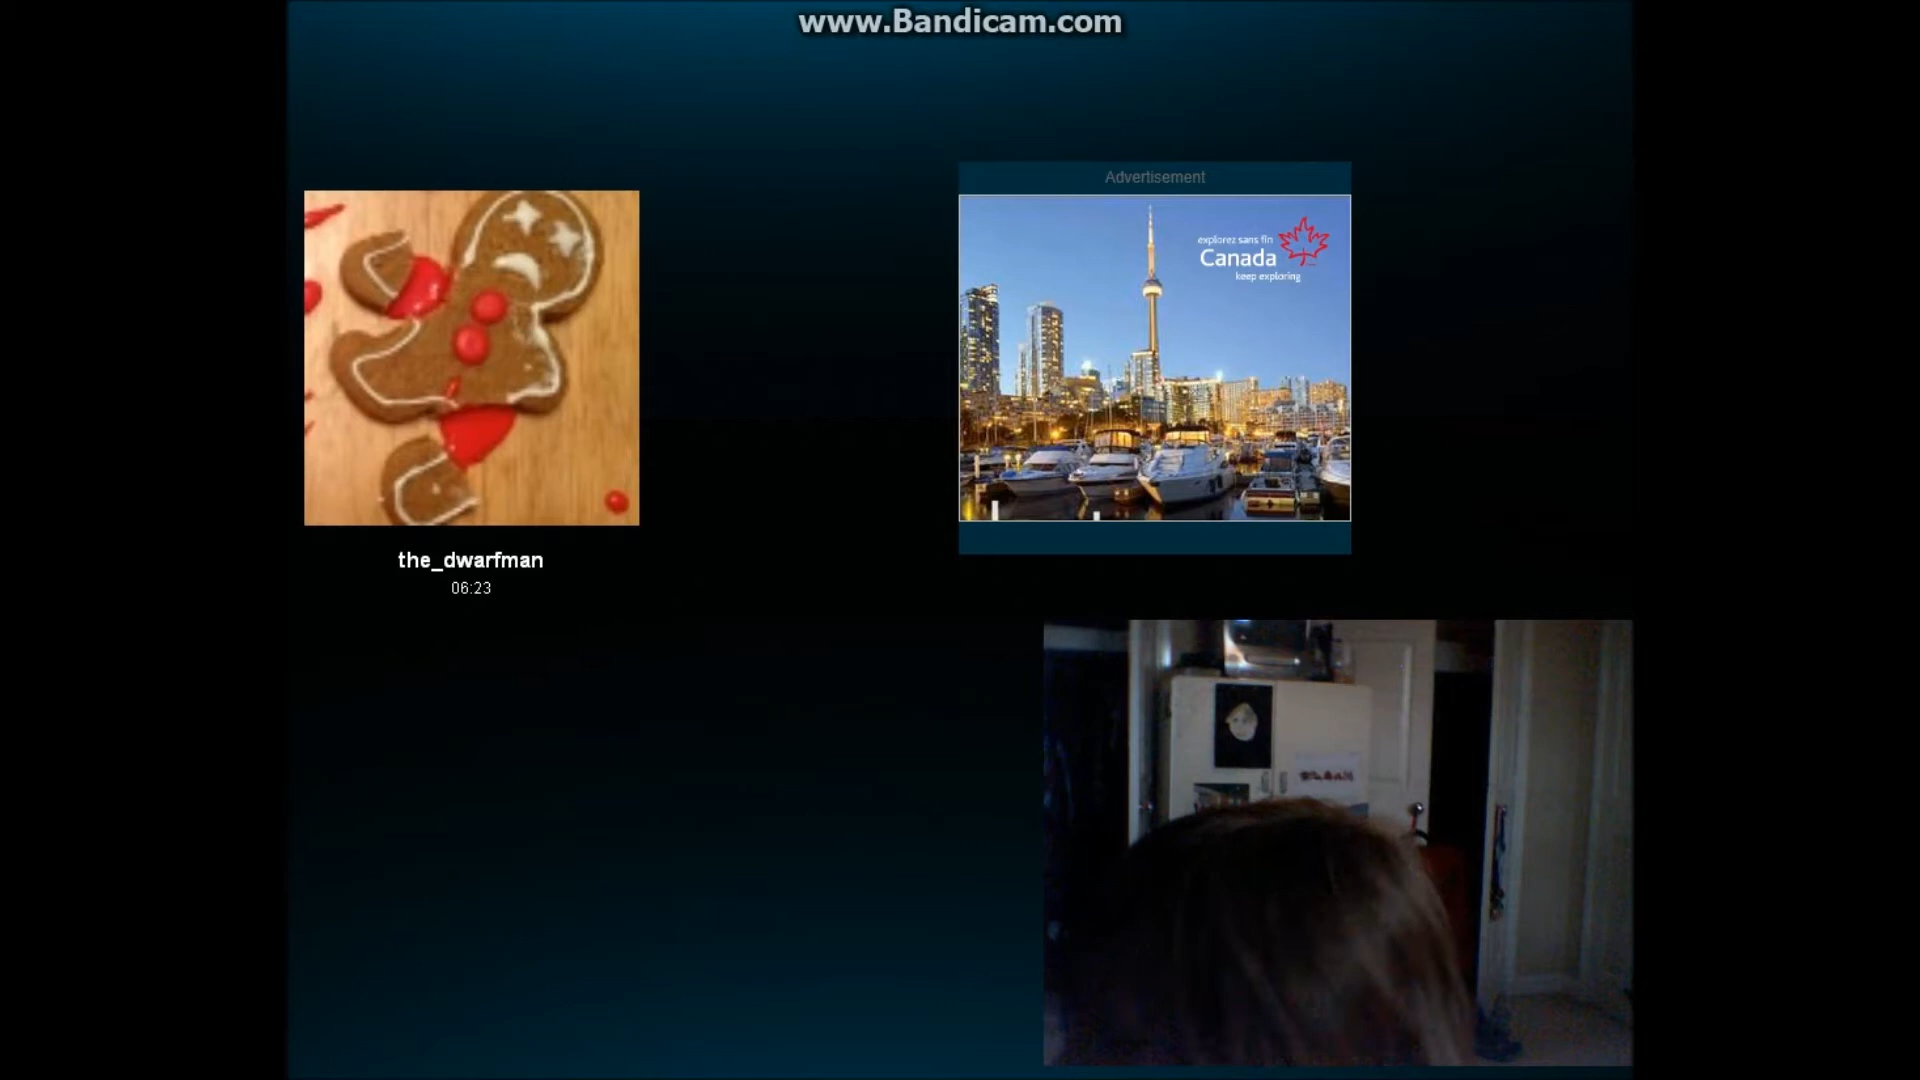 www.Bandicam.com
Advertisement
explorez sans fin
Canada
keep exploring
the_dwarfman
06:23